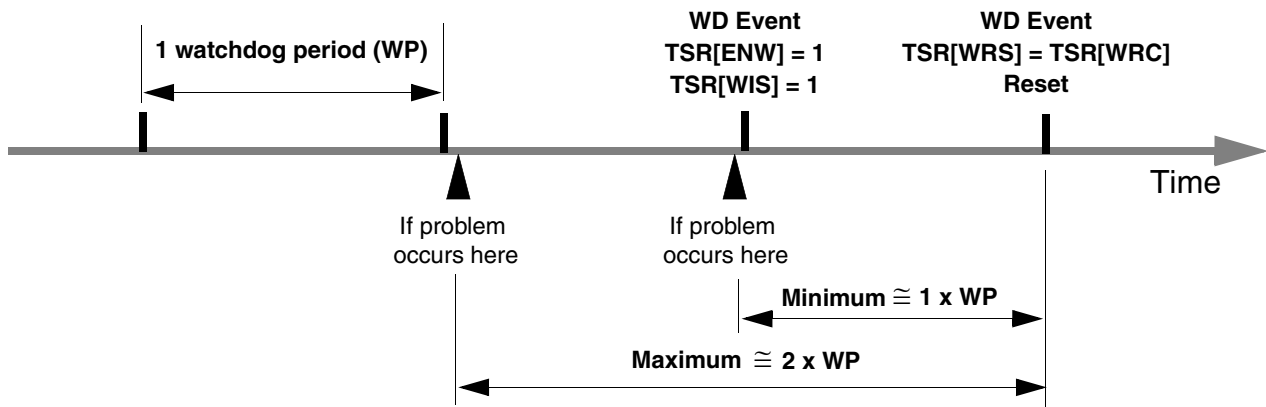 1 watchdog period (WP)
WD Event
TSR[ENW] = 1
TSR[WIS] = 1
WD Event
TSR[WRS] = TSR[WRC]
Reset
Time
If problem
occurs here
If problem
occurs here
Minimum ≅ 1 x WP
Maximum ≅ 2 x WP